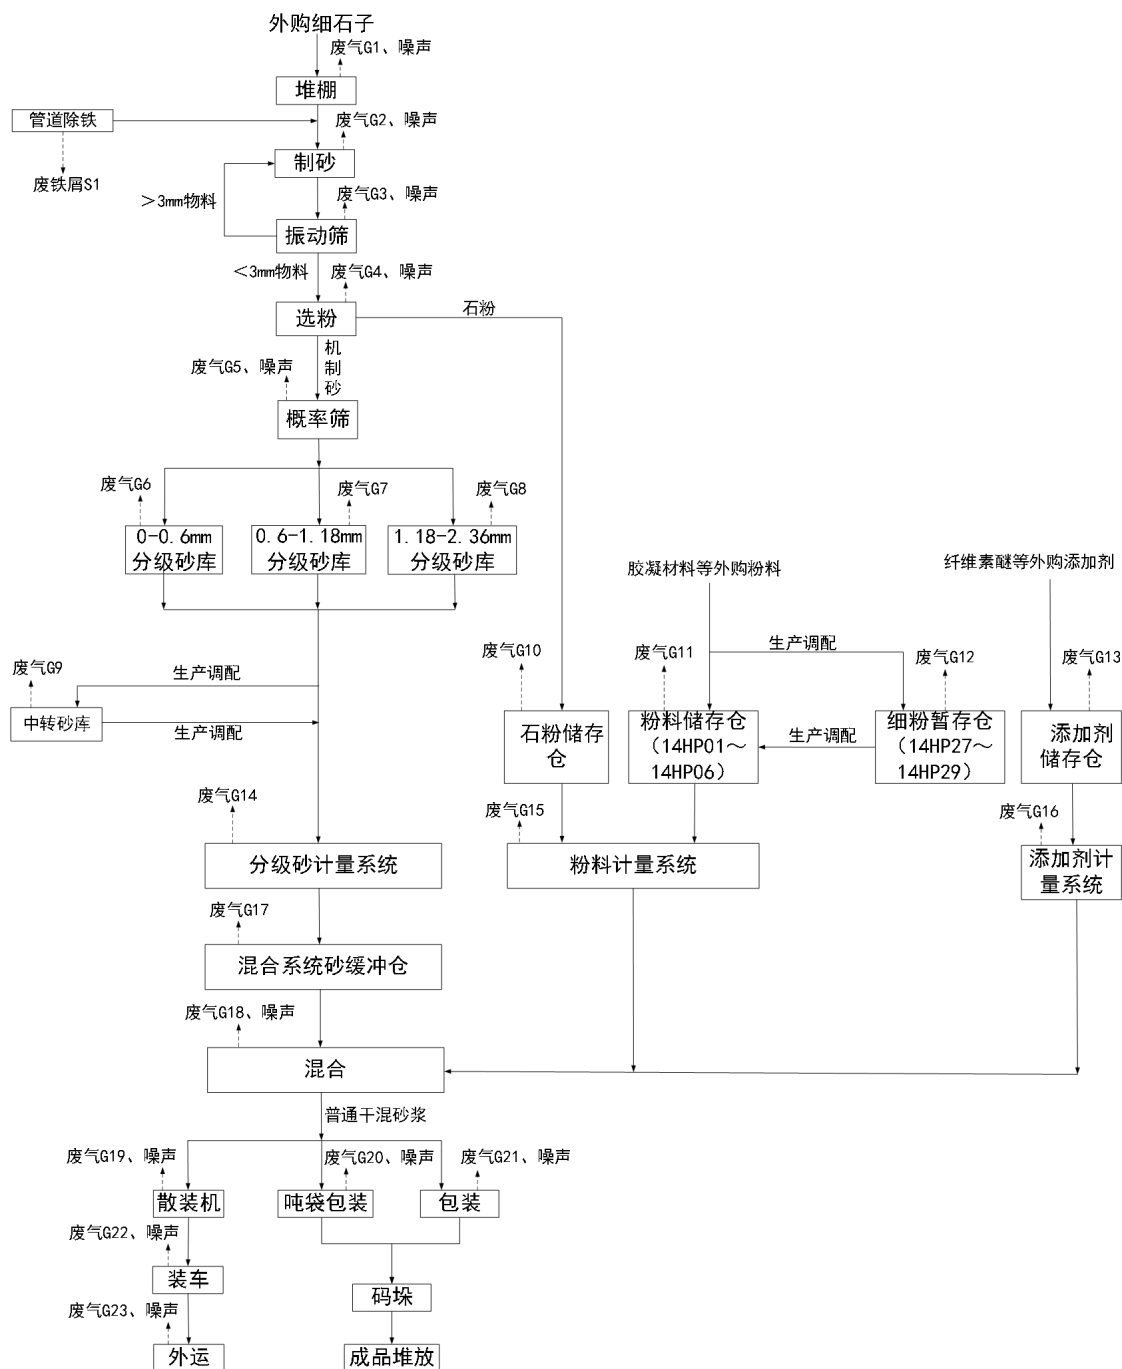 外购细石子
废气G1、噪声
堆棚
管道除铁
废气G2、噪声
制砂
废铁屑S1
>3mm物料
废气G3、噪声
振动筛
<3mm物料
废气G4、噪声
选粉
石粉
机
制
砂
废气G5、噪声
概率筛
废气G6
废气G7
废气G8
0-0.6mm
分级砂库
0.6-1.18mm
分级砂库
1.18-2.36mm
分级砂库
胶凝材料等外购粉料
纤维素醚等外购添加剂
废气G9
生产调配
中转砂库
生产调配
废气G10
废气G11
生产调配
废气G12
废气G13
石粉储存
仓
粉料储存仓
(14HP01～
14HP06)
生产调配
细粉暂存仓
(14HP27～
14HP29)
添加剂
储存仓
废气G14
废气G15
废气G16
分级砂计量系统
粉料计量系统
添加剂计
量系统
废气G17
混合系统砂缓冲仓
废气G18、噪声
混合
普通干混砂浆
废气G19、噪声
废气G20、噪声
废气G21、噪声
散装机
吨袋包装
包装
废气G22、噪声
装车
码垛
废气G23、噪声
外运
成品堆放